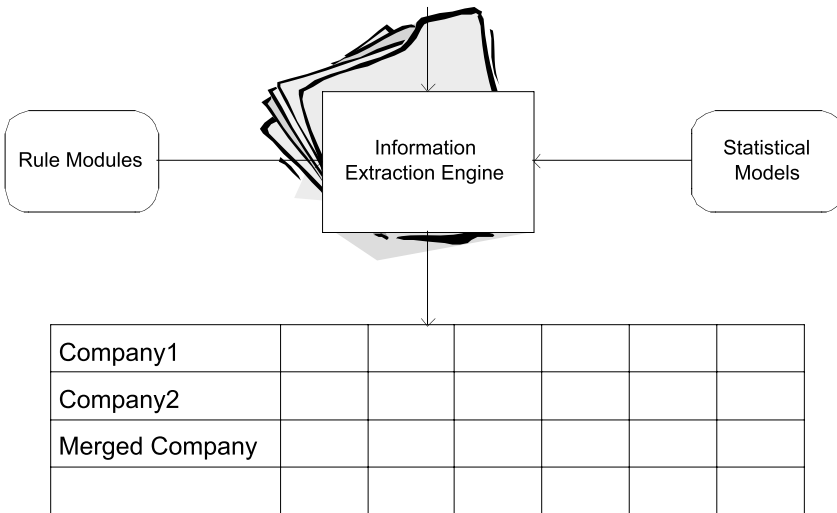 Rule Modules
Information
Extraction Engine
Statistical
Models
Company1
Company2
Merged Company